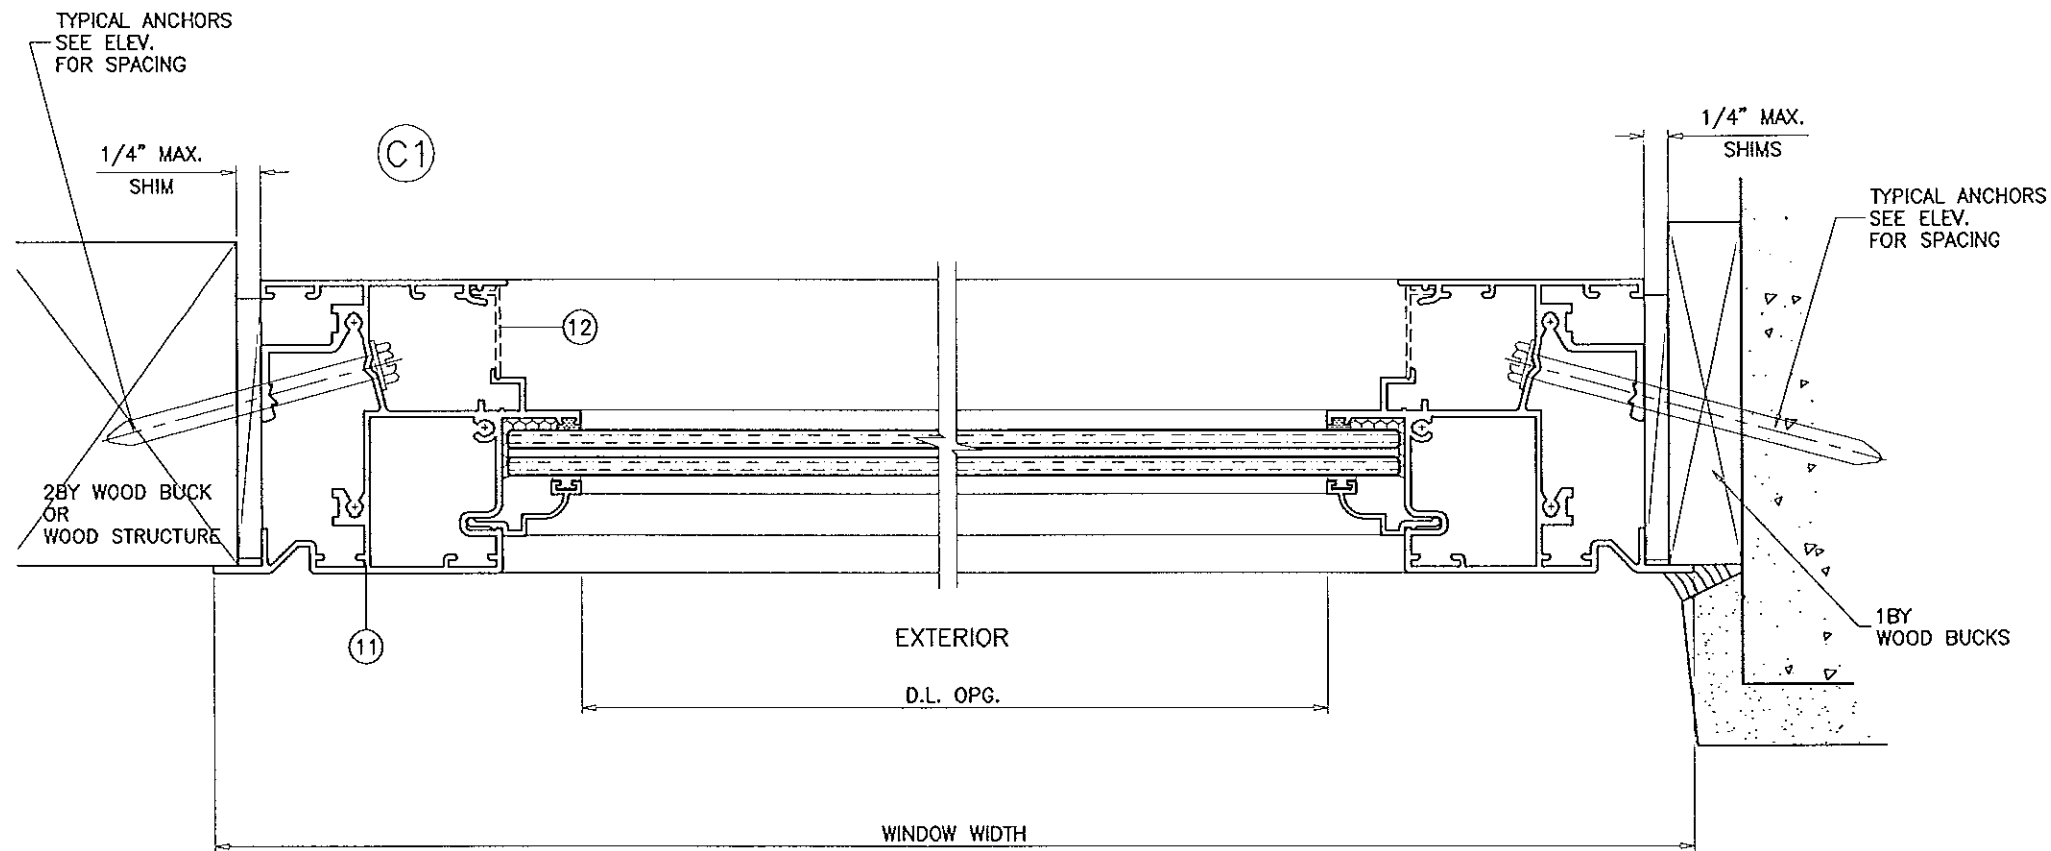 TYPICAL ANCHORS
SEE ELEV.
FOR SPACING
1/4" MAX.
SHIM
C1
1/4" MAX.
SHIMS
TYPICAL ANCHORS
SEE ELEV.
FOR SPACING
12
2BY WOOD BUCK
OR
WOOD STRUCTURE
11
EXTERIOR
1BY
WOOD BUCKS
D.L. OPG.
WINDOW WIDTH